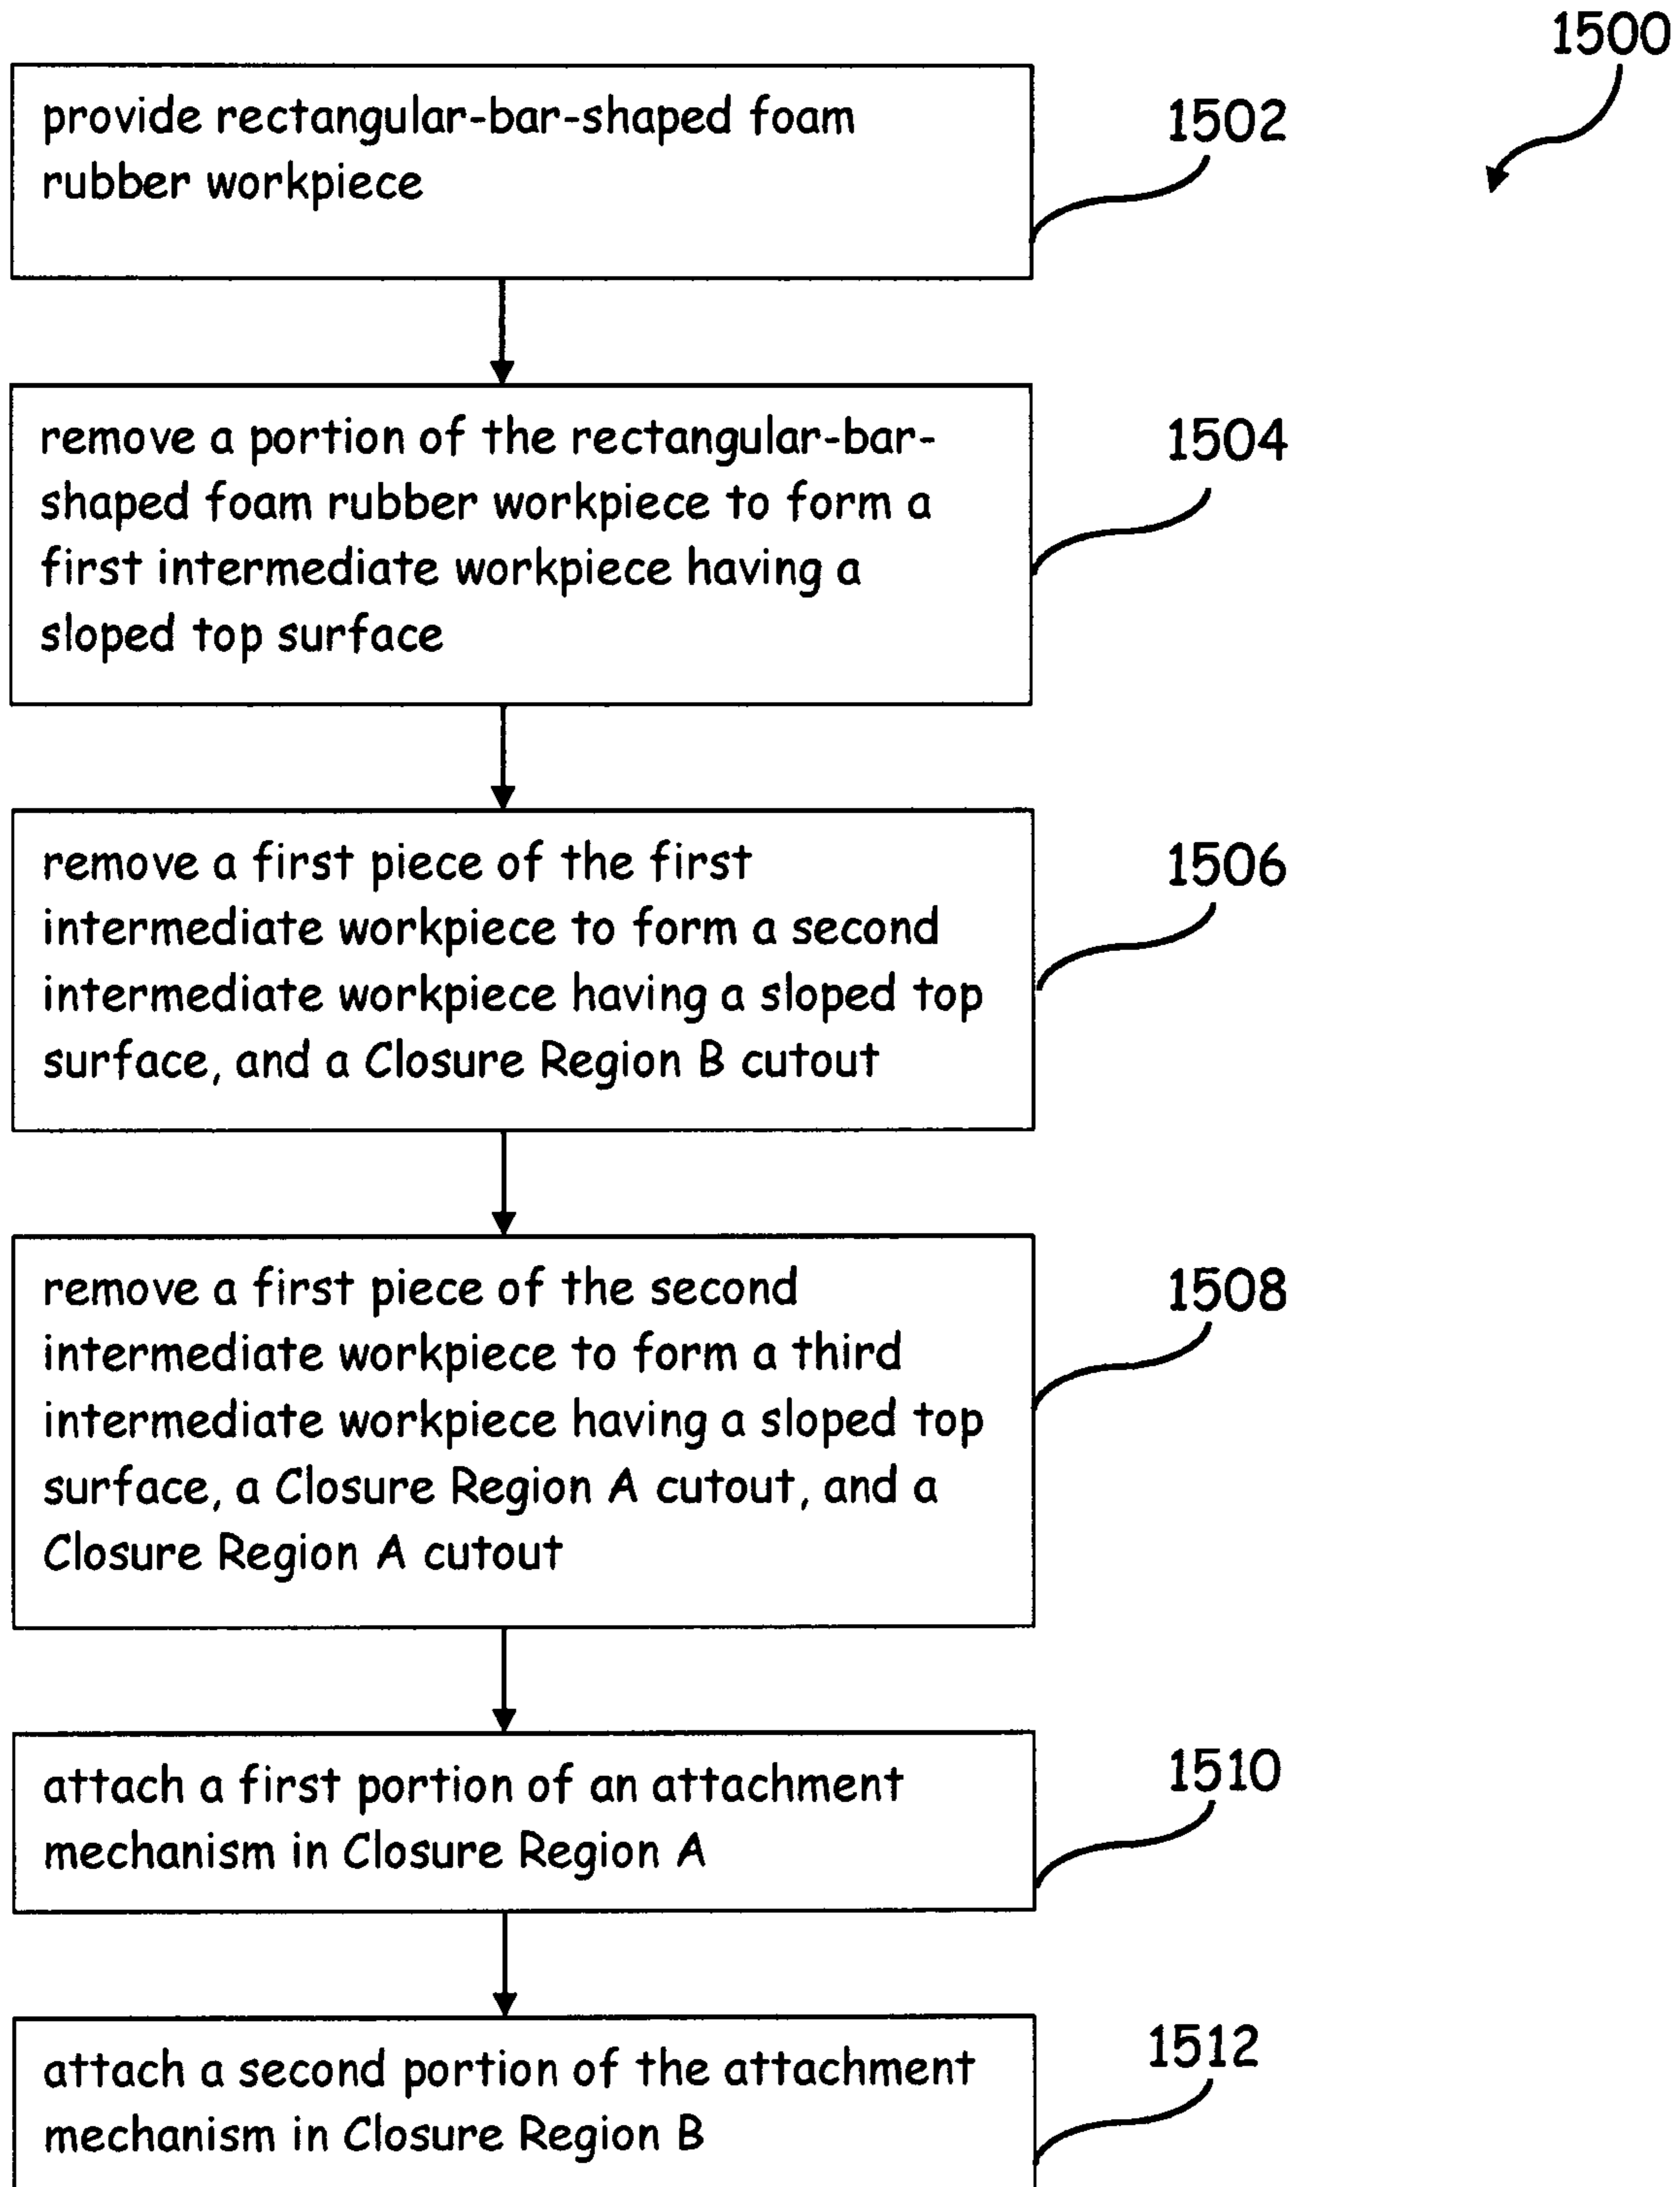 1500
provide rectangular-bar-shaped foam
rubber workpiece
1502
remove a portion of the rectangular-bar-
shaped foam rubber workpiece to form a
first intermediate workpiece having a
sloped top surface
1504
remove a first piece of the first
intermediate workpiece to form a second
intermediate workpiece having a sloped top
surface, and a Closure Region B cutout
1506
remove a first piece of the second
intermediate workpiece to form a third
intermediate workpiece having a sloped top
surface, a Closure Region A cutout, and a
Closure Region A cutout
1508
attach a first portion of an attachment
mechanism in Closure Region A
1510
attach a second portion of the attachment
mechanism in Closure Region B
1512